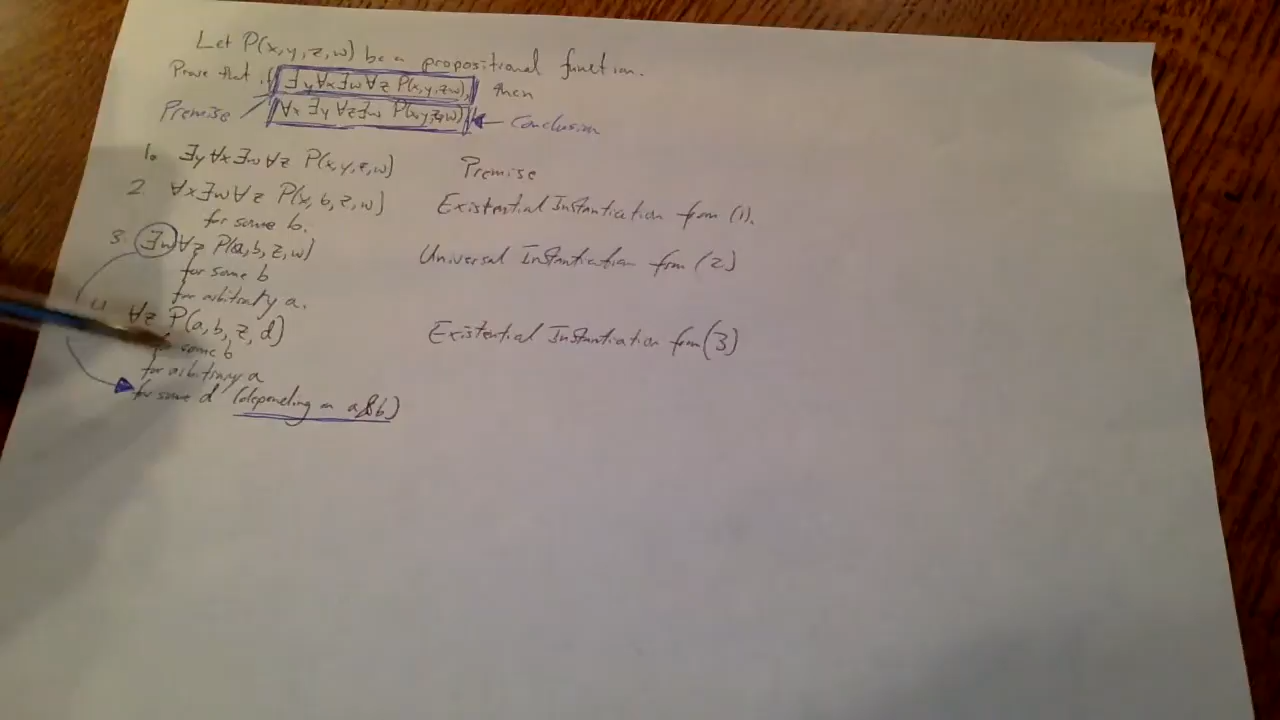 Let P(x,y,z,w) be a propositional function.
Prove that if ∃y∀x∃w∀z P(x,y,z,w), then
Premise ∀x ∃y ∀z∃w P(x,y,z,w) Conclusion
1. ∃y∀x∃w∀z P(x,y,z,w) Premise
2. ∀x∃w∀z P(x,b,z,w) Existential Instantiation from (1).
for some b.
3. ∃w∀z P(a,b,z,w) Universal Instantiation from (2)
for some b
for arbitrary a.
4. ∀z P(a,b,z,d) Existential Instantiation from (3)
for some b
for arbitrary a
for some d (depending on a&b)